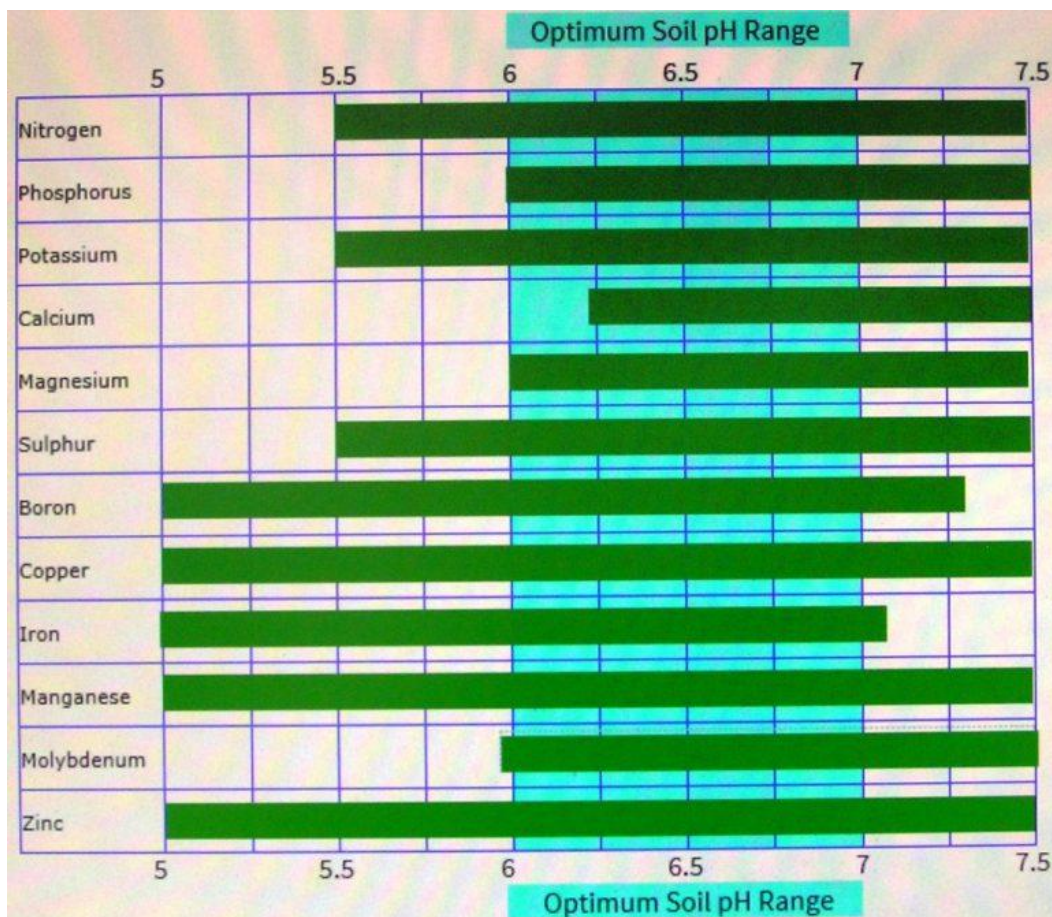 Optimum Soil pH Range
5 5.5 6 6.5 7 7.5
Nitrogen
Phosphorus
Potassium
Calcium
Magnesium
Sulphur
Boron
Copper
Iron
Manganese
Molybdenum
Zinc
5 5.5 6 6.5 7 7.5
Optimum Soil pH Range